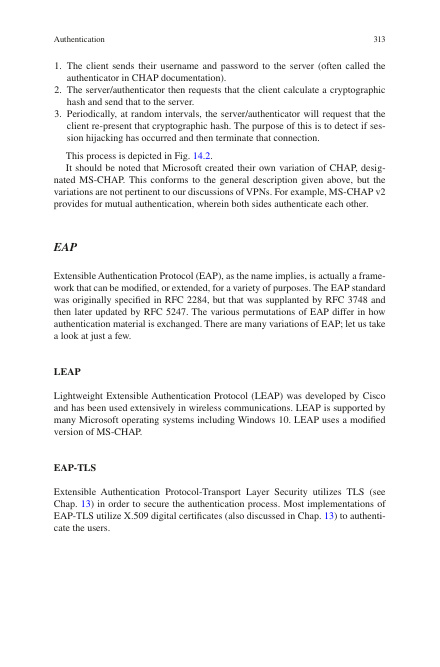 Authentication 313
1. The client sends their username and password to the server (often called the
authenticator in CHAP documentation).
2. The server/authenticator then requests that the client calculate a cryptographic
hash and send that to the server.
3. Periodically, at random intervals, the server/authenticator will request that the
client re-present that cryptographic hash. The purpose of this is to detect if ses-
sion hijacking has occurred and then terminate that connection.
This process is depicted in Fig. 14.2.
It should be noted that Microsoft created their own variation of CHAP, desig-
nated MS-CHAP. This conforms to the general description given above, but the
variations are not pertinent to our discussions of VPNs. For example, MS-CHAP v2
provides for mutual authentication, wherein both sides authenticate each other.
EAP
Extensible Authentication Protocol (EAP), as the name implies, is actually a frame-
work that can be modified, or extended, for a variety of purposes. The EAP standard
was originally specified in RFC 2284, but that was supplanted by RFC 3748 and
then later updated by RFC 5247. The various permutations of EAP differ in how
authentication material is exchanged. There are many variations of EAP; let us take
a look at just a few.
LEAP
Lightweight Extensible Authentication Protocol (LEAP) was developed by Cisco
and has been used extensively in wireless communications. LEAP is supported by
many Microsoft operating systems including Windows 10. LEAP uses a modified
version of MS-CHAP.
EAP-TLS
Extensible Authentication Protocol-Transport Layer Security utilizes TLS (see
Chap. 13) in order to secure the authentication process. Most implementations of
EAP-TLS utilize X.509 digital certificates (also discussed in Chap. 13) to authenti-
cate the users.